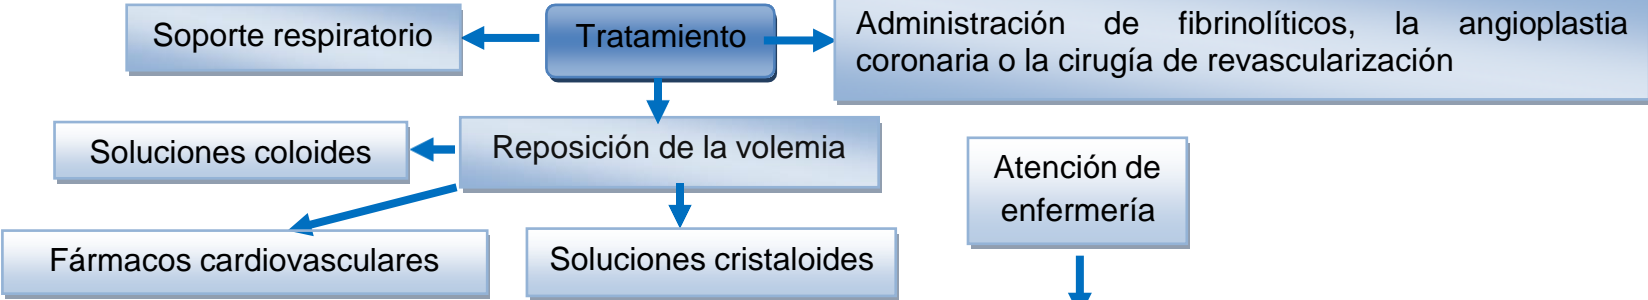 Soporte respiratorio
Tratamiento
Administración de fibrinolíticos, la angioplastia
coronaria o la cirugía de revascularización
Soluciones coloides
Reposición de la volemia
Atención de
enfermería
Fármacos cardiovasculares
Soluciones cristaloides